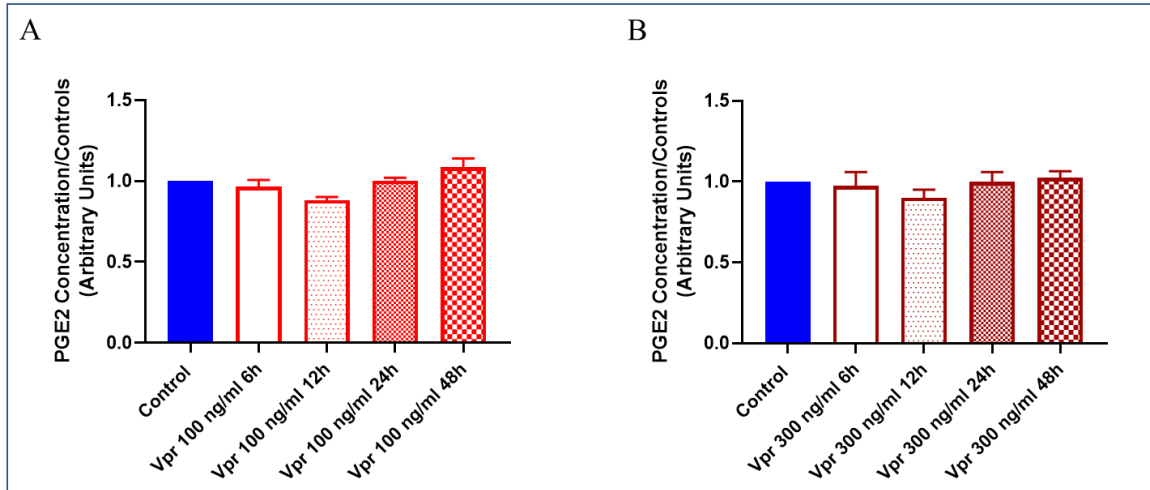 A
PGE2 Concentration/Controls
(Arbitrary Units)
1.5
1.0
0.5
0.0
Control
Vpr 100 ng/ml 6h
Vpr 100 ng/ml 12h
Vpr 100 ng/ml 24h
Vpr 100 ng/ml 48h
B
PGE2 Concentration/Controls
(Arbitrary Units)
1.5
1.0
0.5
0.0
Control
Vpr 300 ng/ml 6h
Vpr 300 ng/ml 12h
Vpr 300 ng/ml 24h
Vpr 300 ng/ml 48h